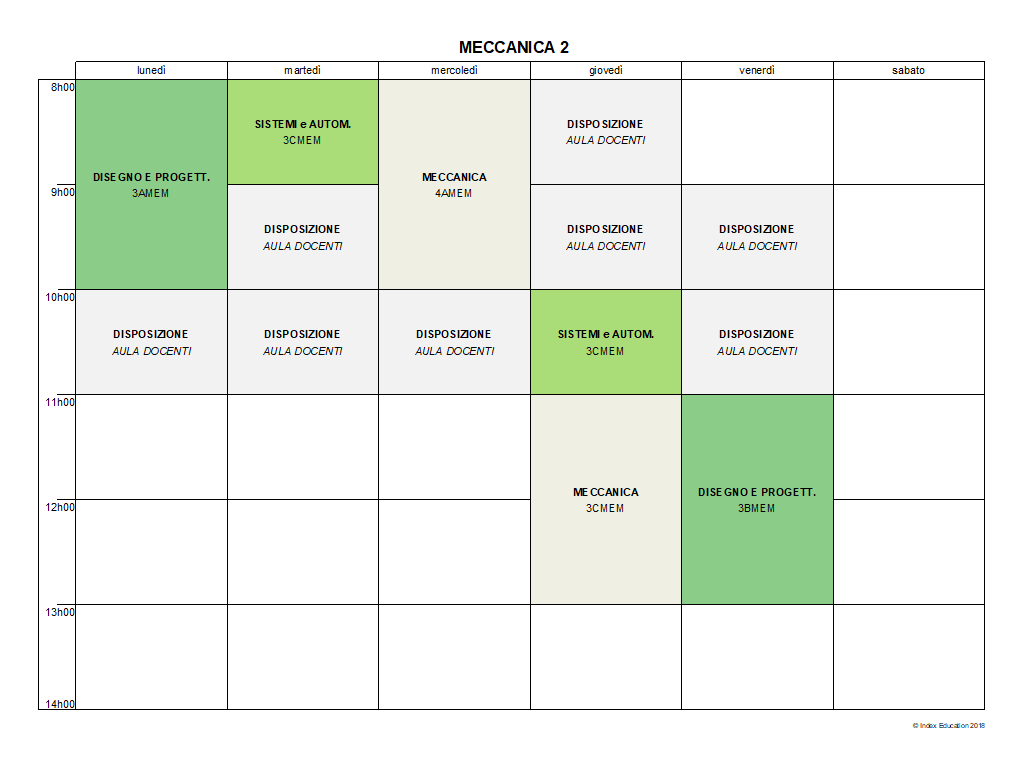 MECCANICA 2
lunedì martedì mercoledì giovedì venerdì sabato
8h00
SISTEMI e AUTOM.
3CMEM
DISPOSIZIONE
AULA DOCENTI
DISEGNO E PROGETT.
3AMEM
MECCANICA
4AMEM
9h00
DISPOSIZIONE
AULA DOCENTI
DISPOSIZIONE
AULA DOCENTI
DISPOSIZIONE
AULA DOCENTI
10h00
DISPOSIZIONE
AULA DOCENTI
DISPOSIZIONE
AULA DOCENTI
DISPOSIZIONE
AULA DOCENTI
SISTEMI e AUTOM.
3CMEM
DISPOSIZIONE
AULA DOCENTI
11h00
MECCANICA
3CMEM
DISEGNO E PROGETT.
3BMEM
12h00
13h00
14h00
© Index Education 2018